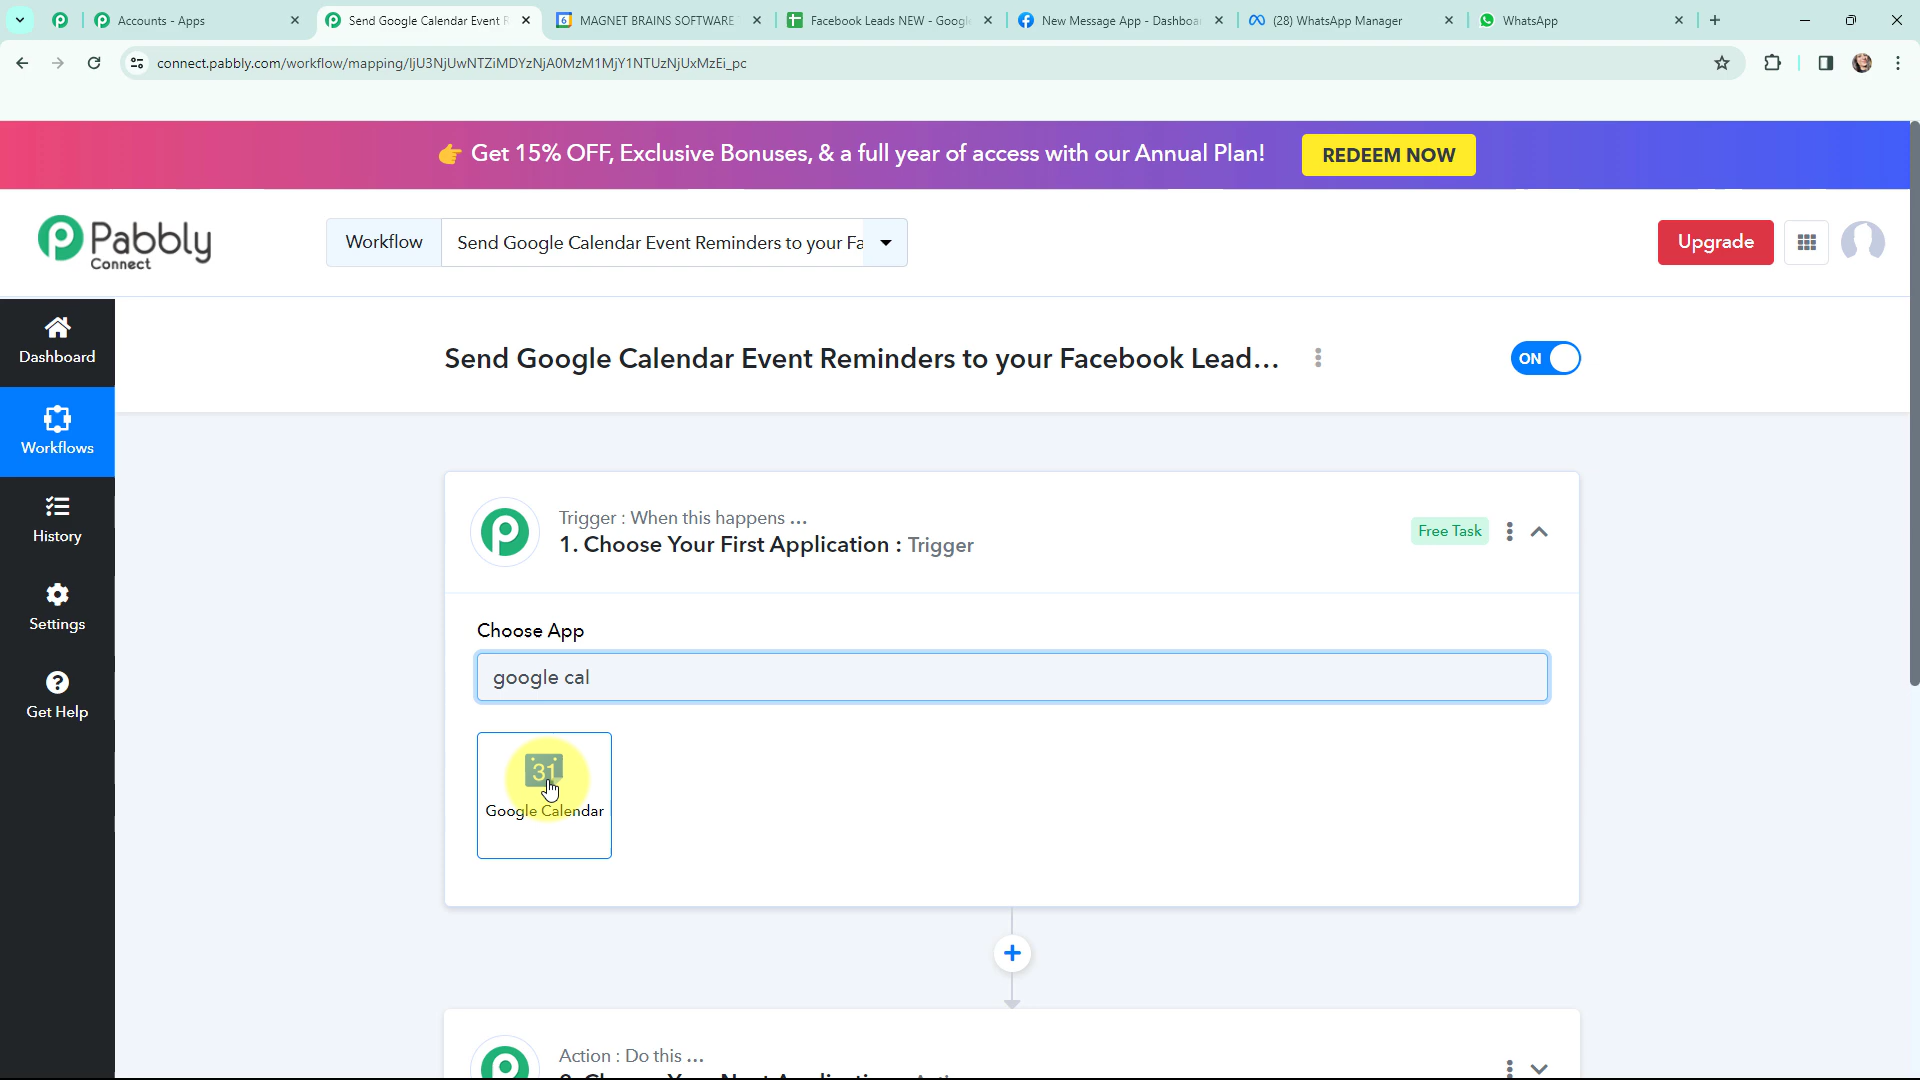 Accounts - Apps
Send Google Calendar Event R
MAGNET BRAINS SOFTWARE
Facebook Leads NEW - Googl
New Message App - Dashboa
(28) WhatsApp Manager
WhatsApp
connect.pabbly.com/workflow/mapping/IjU3NjUwNTZiMDYzNjA0MzM1MjY1NTUzNjUxMzEi_pc
👉 Get 15% OFF, Exclusive Bonuses, & a full year of access with our Annual Plan!
REDEEM NOW
Pabbly
Connect
Workflow
Send Google Calendar Event Reminders to your Fa
Upgrade
Dashboard
Workflows
History
Settings
Get Help
Send Google Calendar Event Reminders to your Facebook Lead...
ON
Trigger : When this happens ...
1. Choose Your First Application : Trigger
Free Task
Choose App
google cal
31
Google Calendar
Action : Do this ...